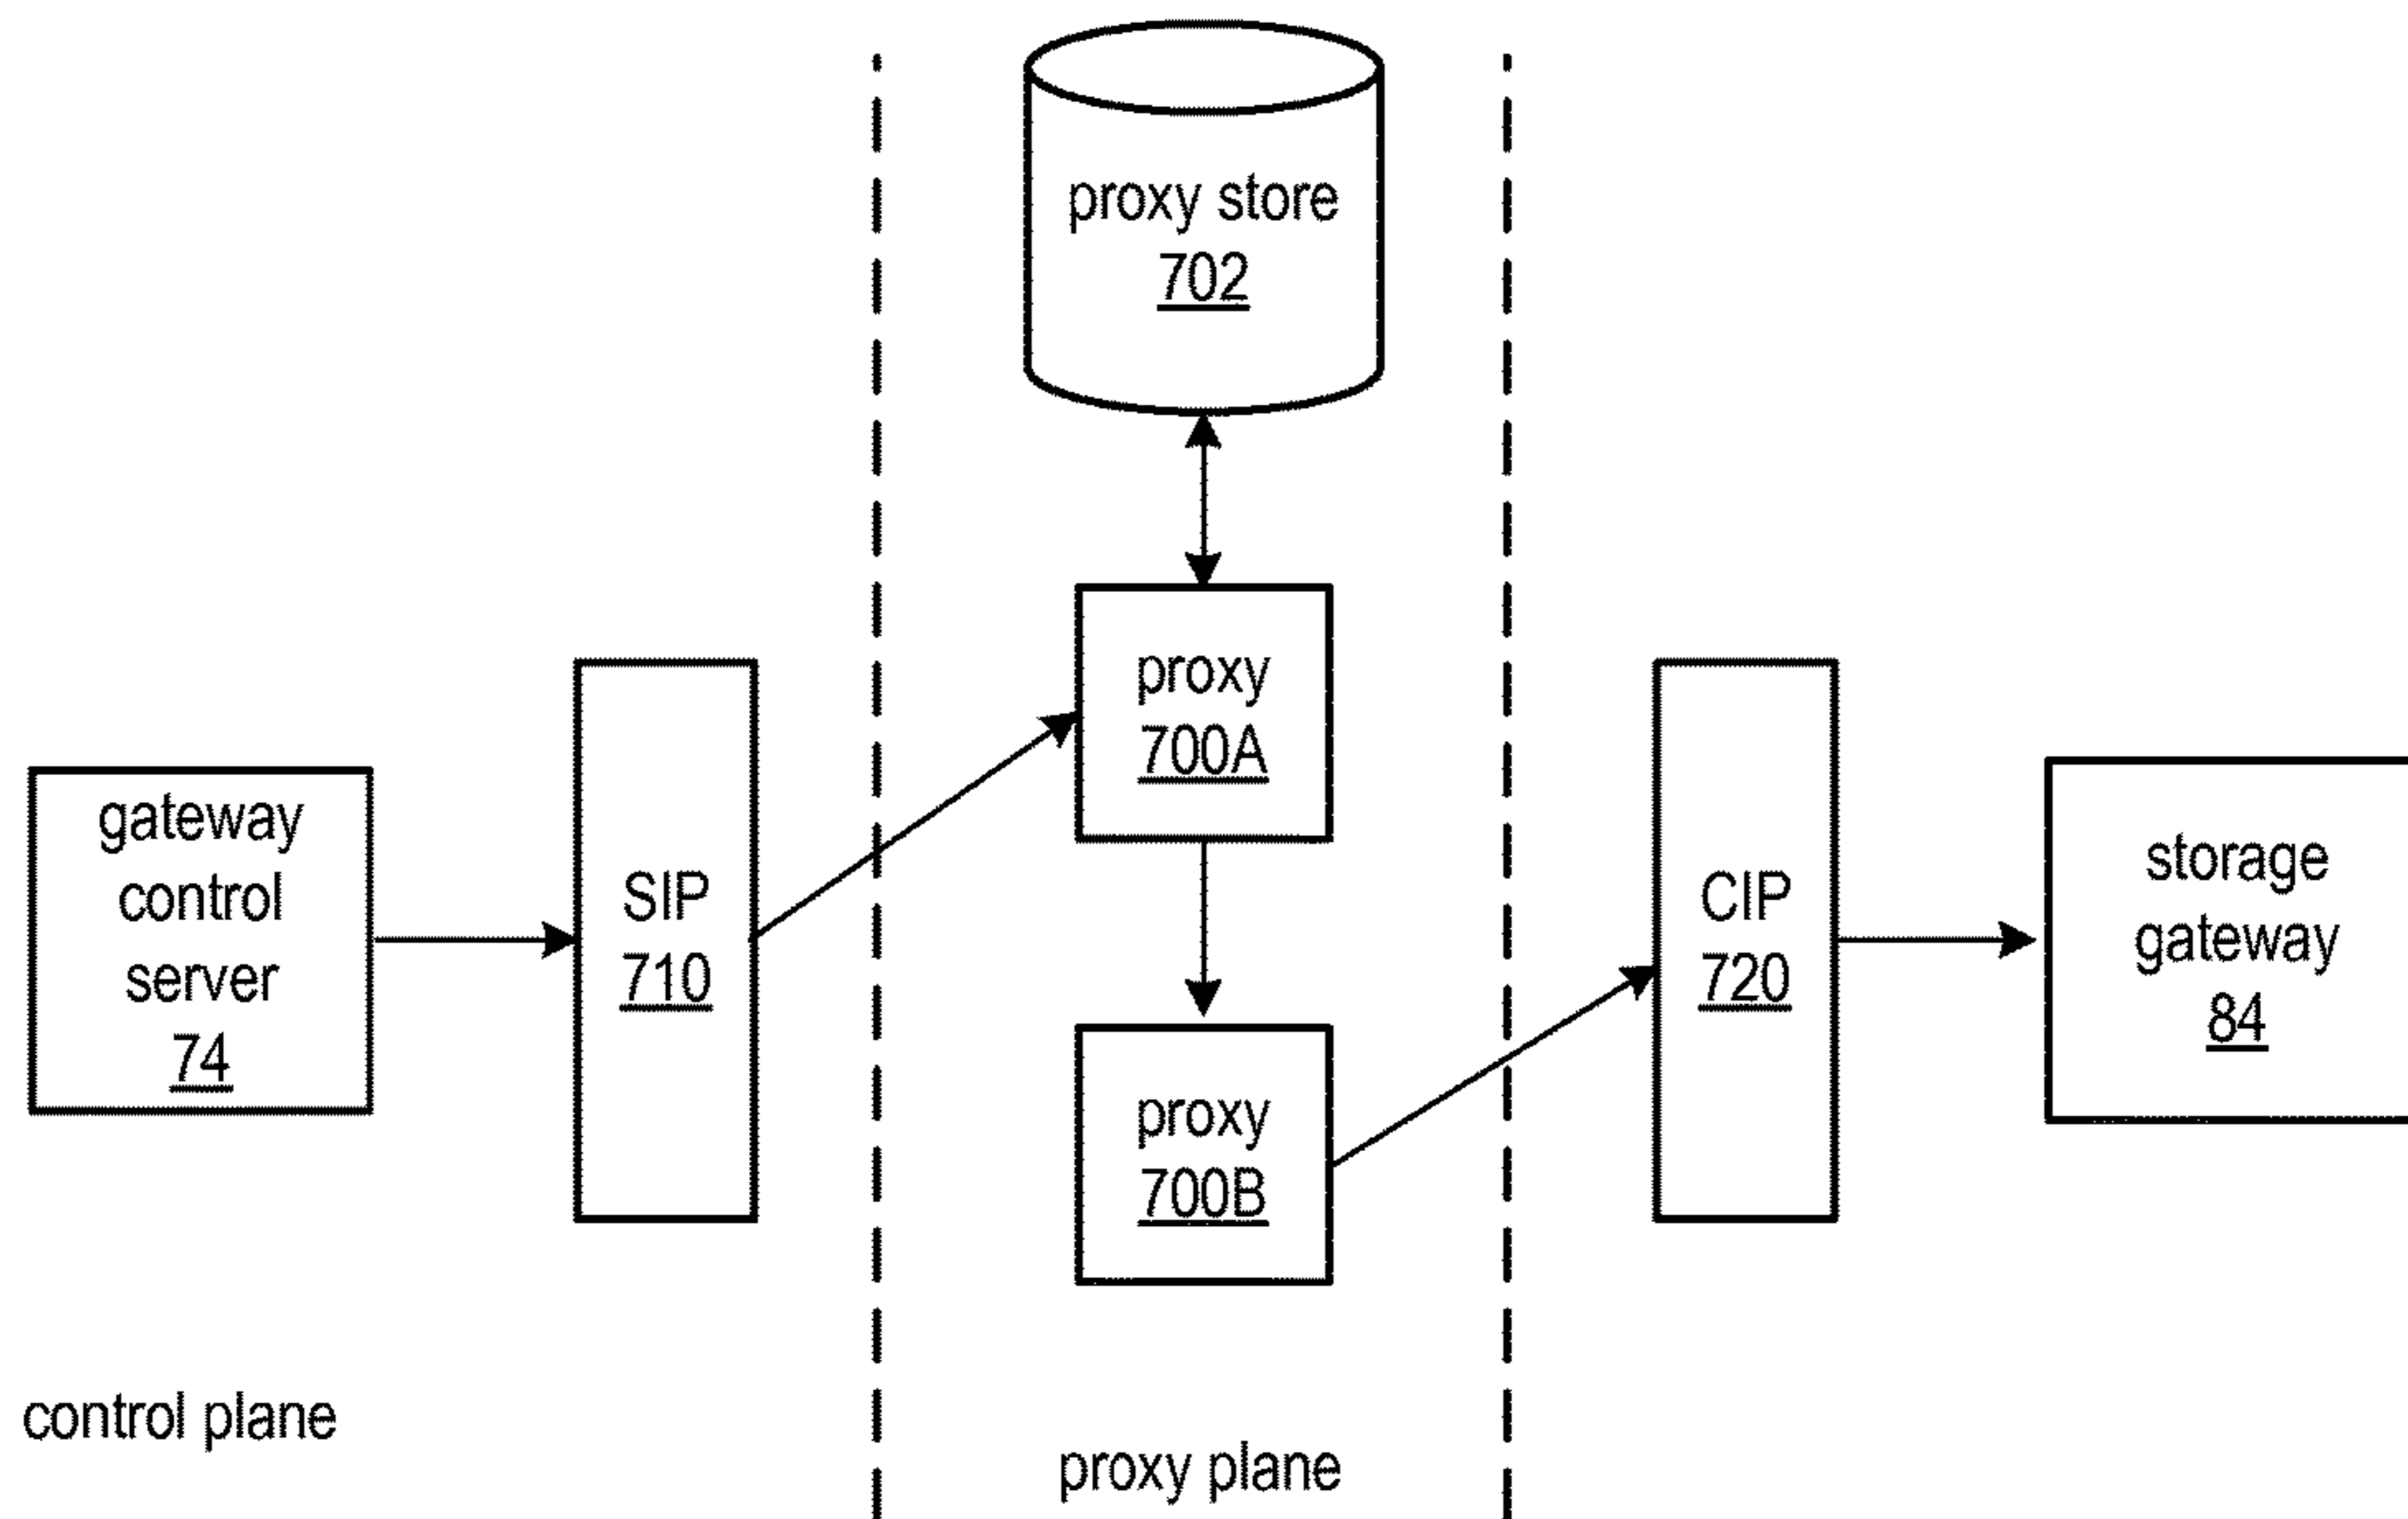 proxy store
702
proxy
700A
gateway
control
server
74
SIP
710
CIP
720
storage
gateway
84
proxy
700B
control plane
proxy plane